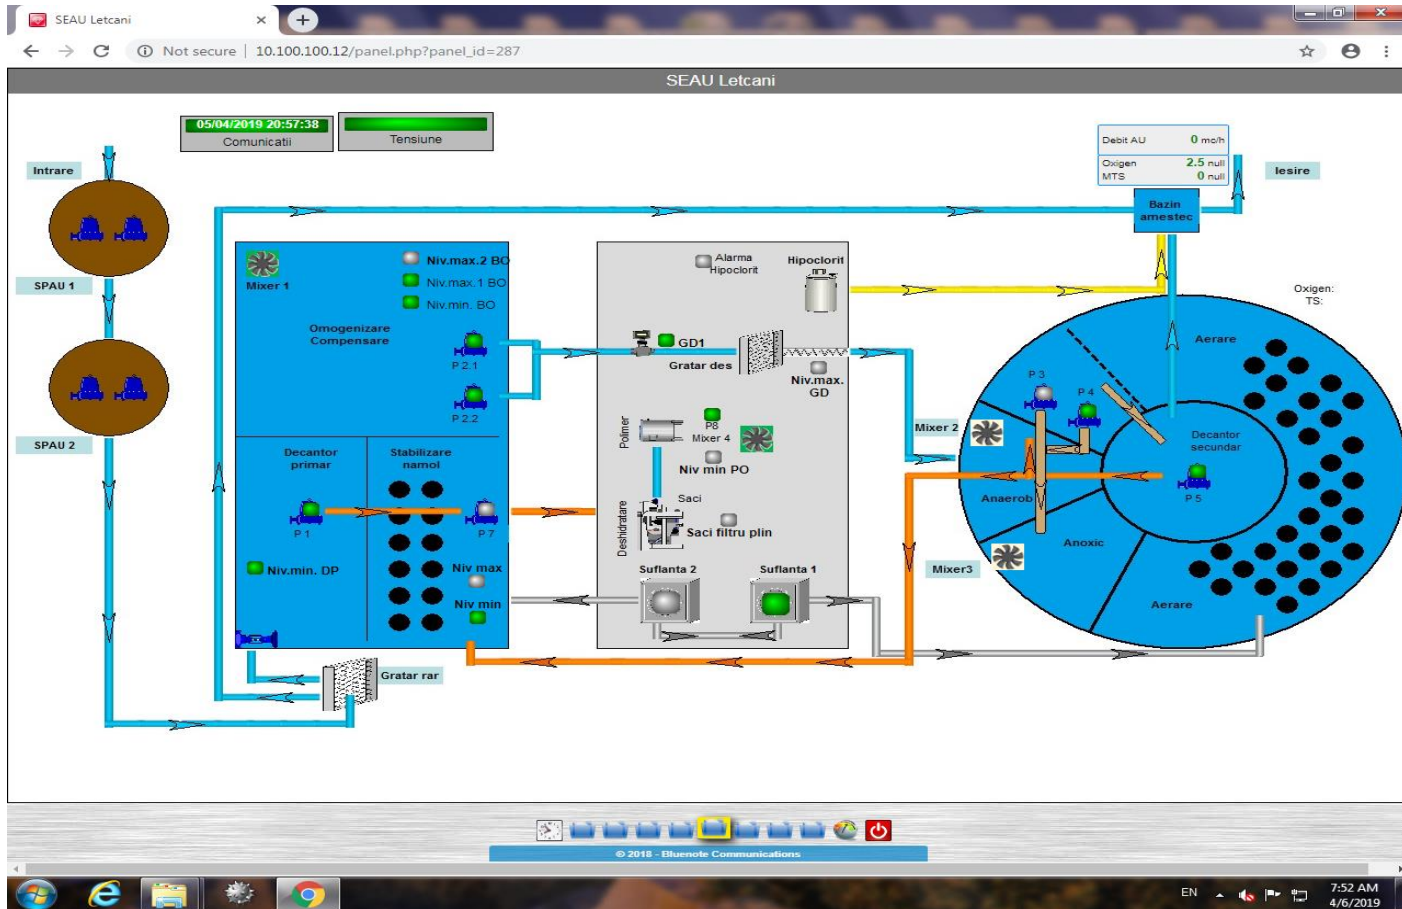 SEAU Letcani
Not secure | 10.100.100.12/panel.php?panel_id=287
SEAU Letcani
05/04/2019 20:57:38
Comunicatii
Tensiune
Debit AU 0 mc/h
Oxigen 2.5 null
MTS 0 null
Intrare
Iesire
Bazin
amestec
Mixer 1
Niv.max.2 BO
Niv.max.1 BO
Niv.min. BO
Alarma
Hipoclorit
Hipoclorit
SPAU 1
Oxigen:
TS:
Omogenizare
Compensare
P 2.1
P 2.2
GD1
Gratar des
Niv.max.
GD
Aerare
P 3
P 4
Mixer 2
Decantor
secundar
P 5
Polimer
P8
Mixer 4
Niv min PO
SPAU 2
Decantor
primar
Stabilizare
namol
P 1
P 7
Saci
Deshidratare
Saci filtru plin
Anaerob
Anoxic
Mixer3
Aerare
Niv.min. DP
Niv max
Niv min
Suflanta 2
Suflanta 1
Gratar rar
© 2018 - Bluenote Communications
EN
7:52 AM
4/6/2019